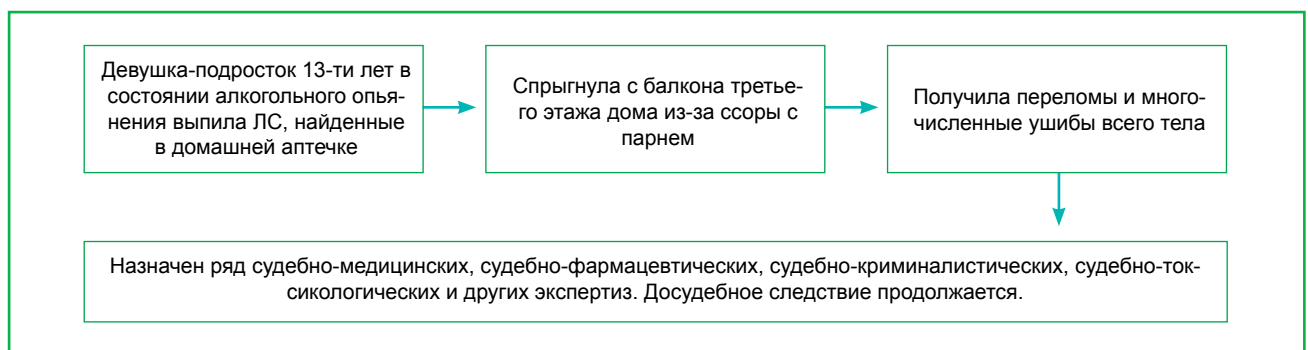 Девушка-подросток 13-ти лет в
состоянии алкогольного опья-
нения выпила ЛС, найденные
в домашней аптечке
Спрыгнула с балкона третье-
го этажа дома из-за ссоры с
парнем
Получила переломы и много-
численные ушибы всего тела
Назначен ряд судебно-медицинских, судебно-фармацевтических, судебно-криминалистических, судебно-ток-
сикологических и других экспертиз. Досудебное следствие продолжается.